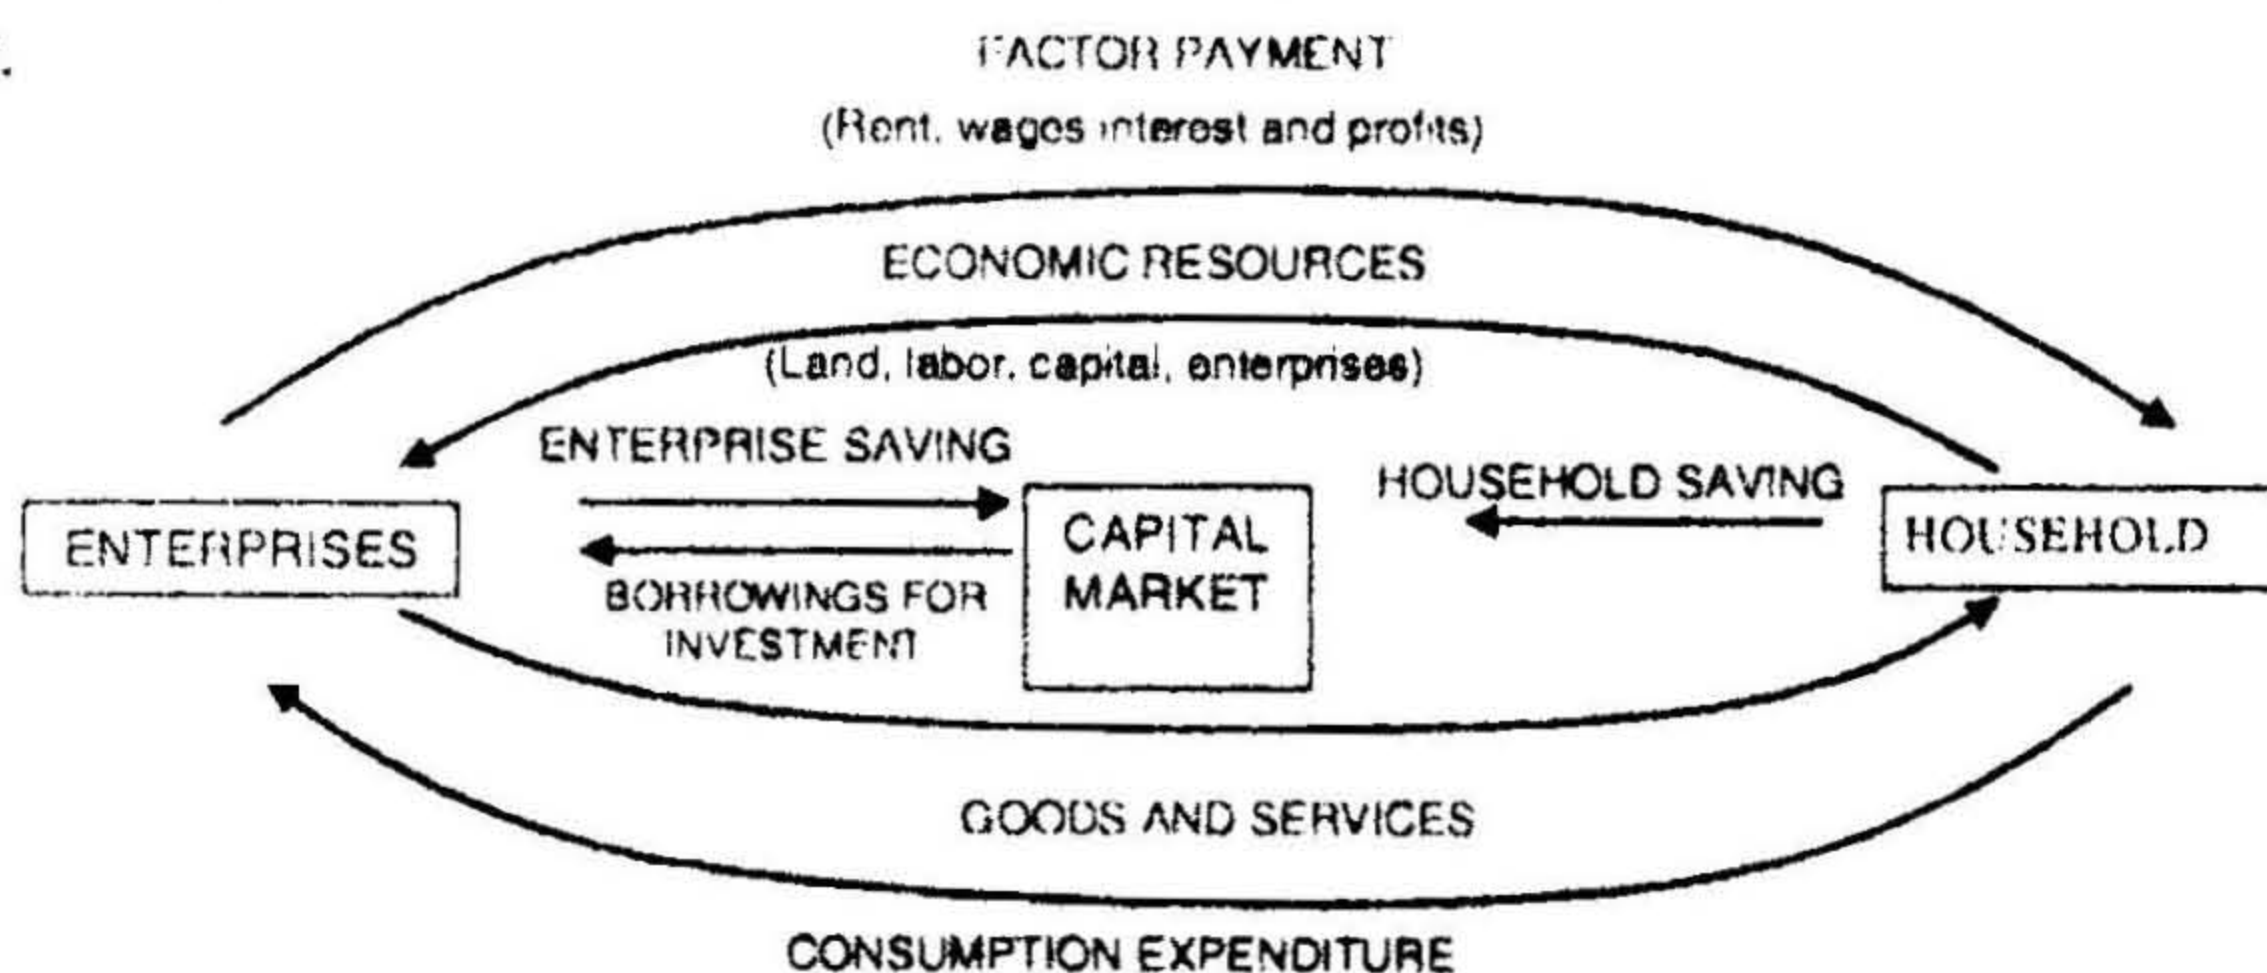 FACTOR PAYMENT
(Rent, wages interest and profits)
ECONOMIC RESOURCES
(Land, labor, capital, enterprises)
ENTERPRISE SAVING
HOUSEHOLD SAVING
ENTERPRISES
CAPITAL
MARKET
HOUSEHOLD
BORROWINGS FOR
INVESTMENT
GOODS AND SERVICES
CONSUMPTION EXPENDITURE